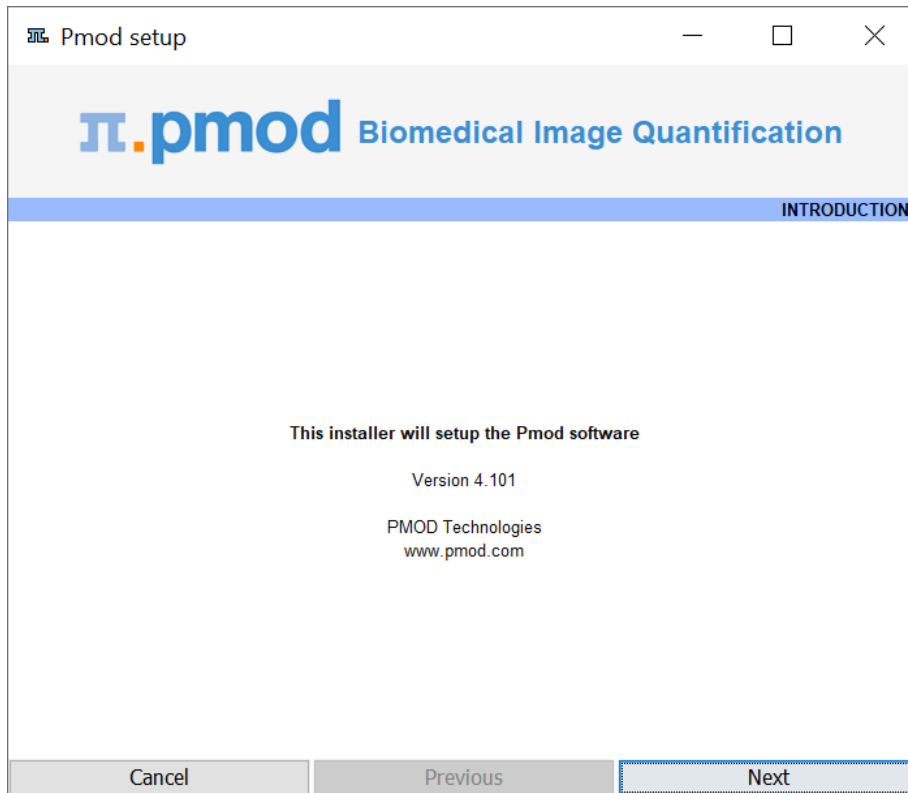 Pmod setup
π.pmod Biomedical Image Quantification
INTRODUCTION
This installer will setup the Pmod software
Version 4.101
PMOD Technologies
www.pmod.com
Cancel Previous Next